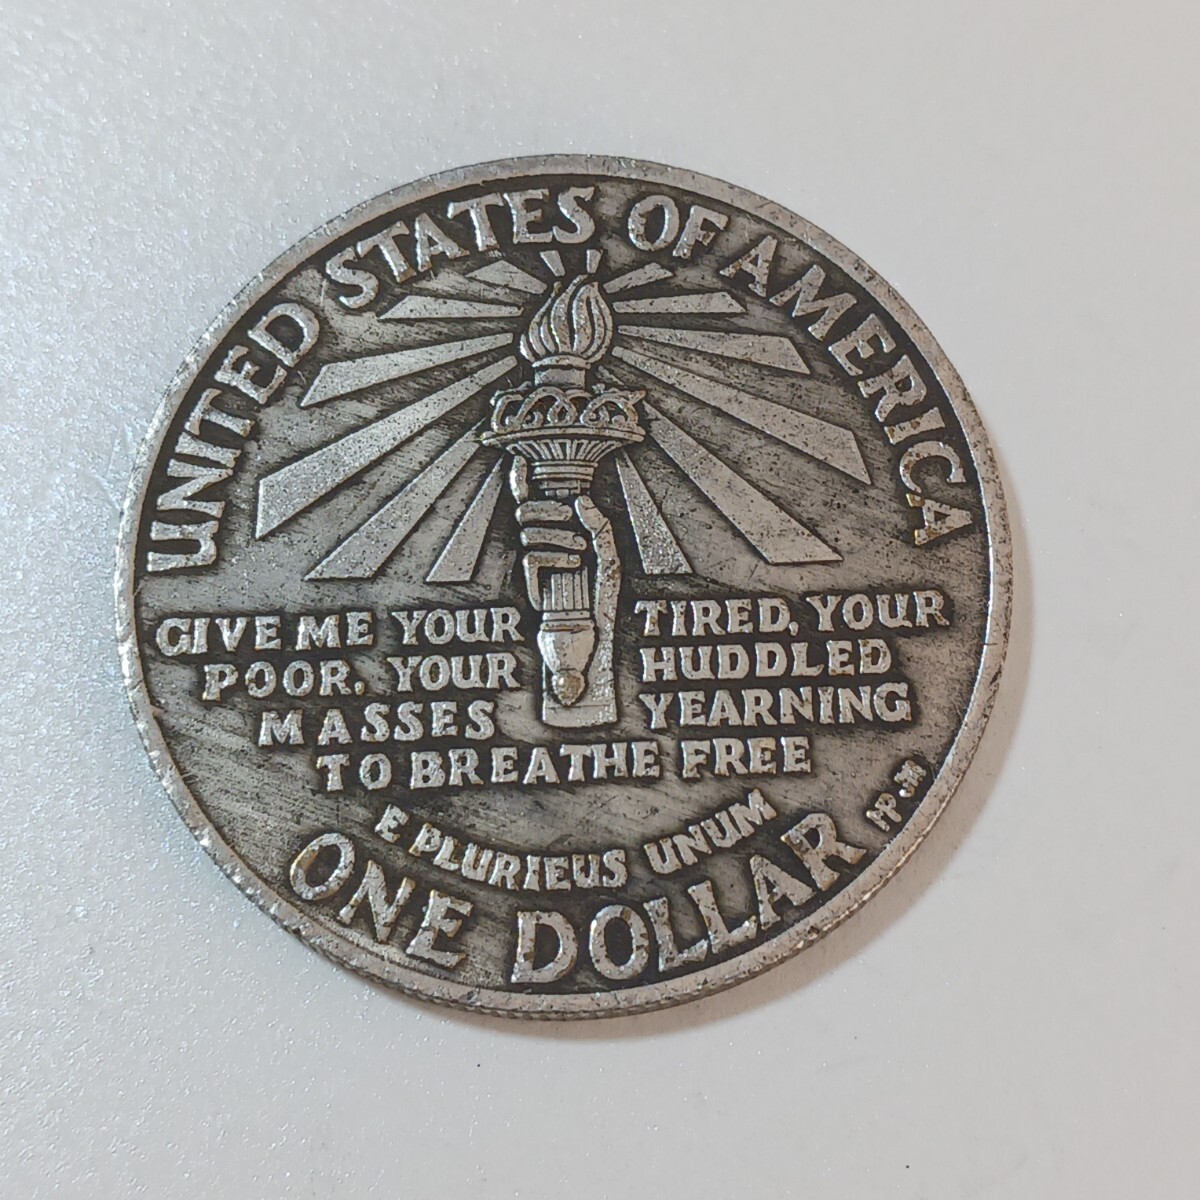 UNITED STATES OF AMERICA
GIVE ME YOUR TIRED, YOUR
POOR, YOUR HUDDLED
MASSES YEARNING
TO BREATHE FREE
E PLURIEUS UNUM
ONE DOLLAR